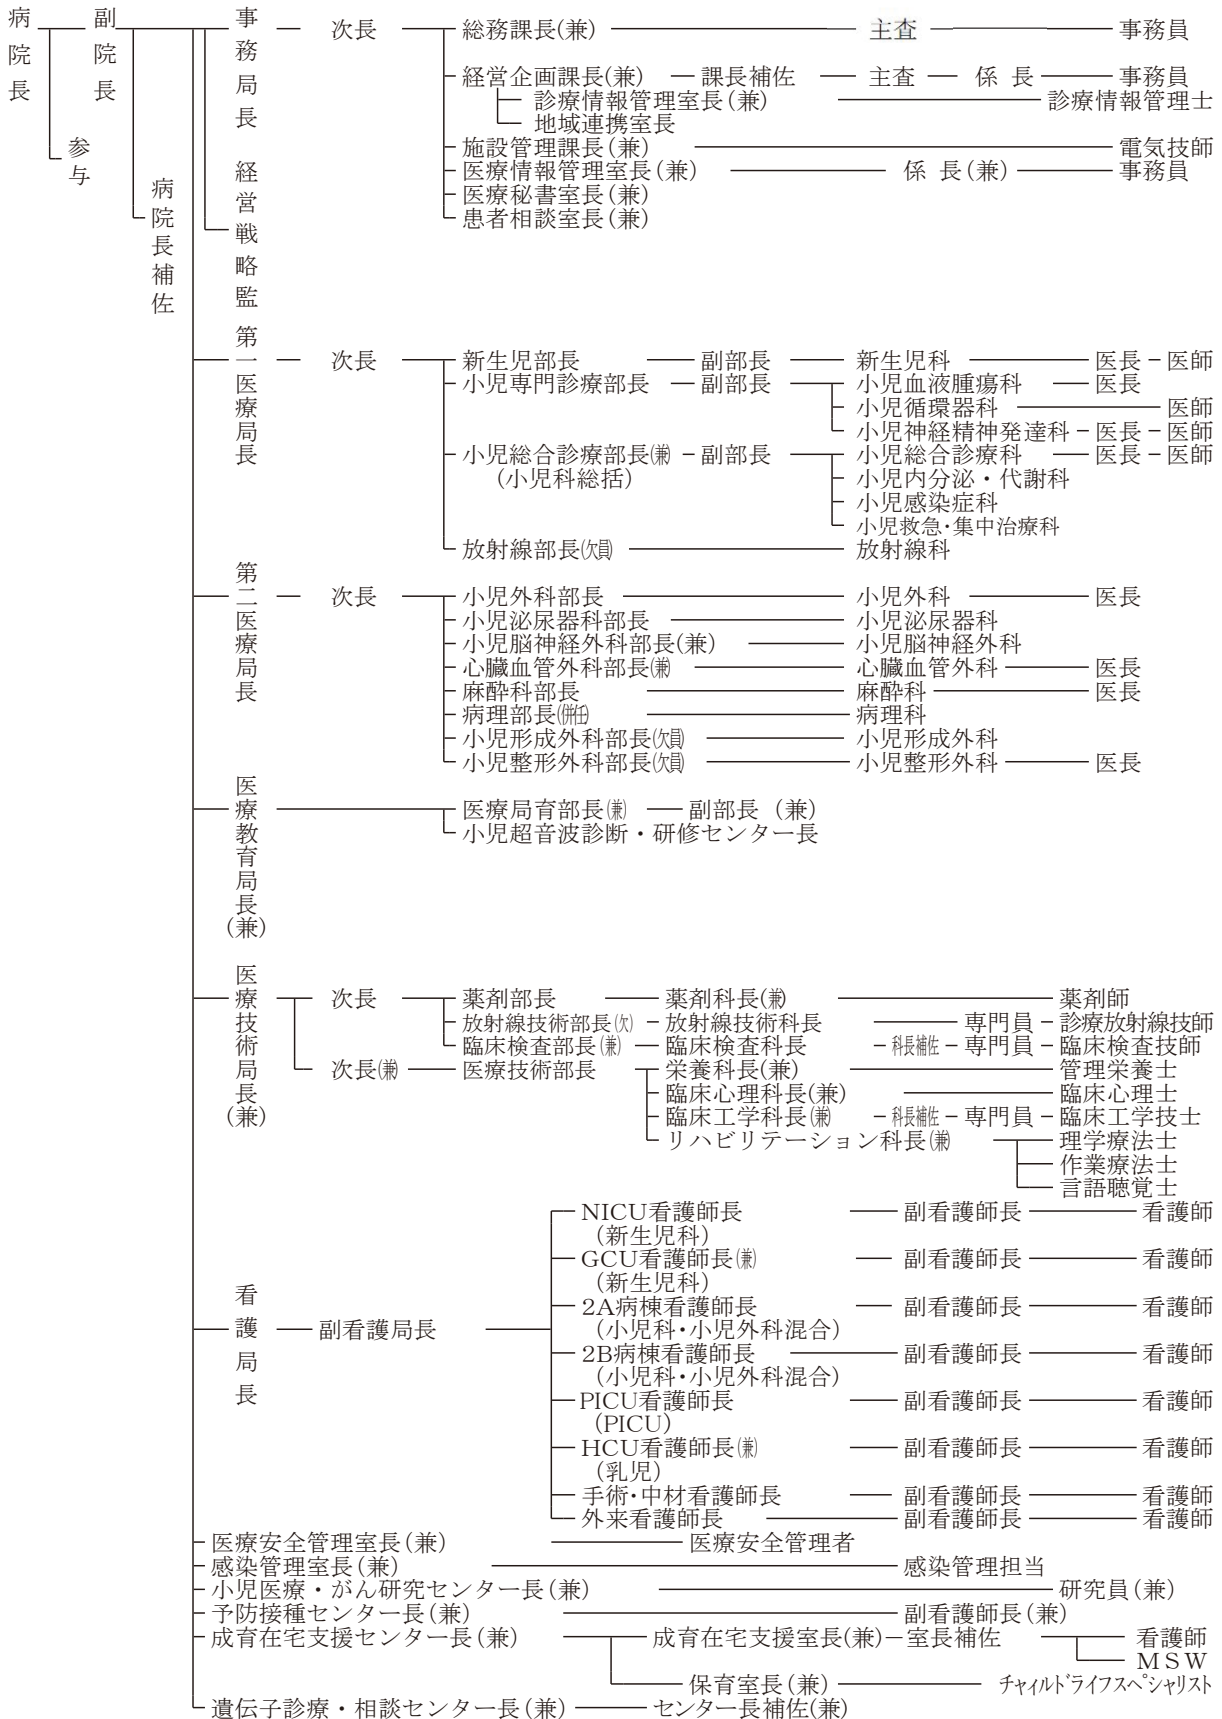 病院長
副院長
参与
病院長補佐
事務局長 次長 総務課長(兼) 主査 事務員
経営企画課長(兼) 課長補佐 主査 係長 事務員
診療情報管理室長(兼) 診療情報管理士
地域連携室長
施設管理課長(兼) 電気技師
医療情報管理室長(兼) 係長(兼) 事務員
医療秘書室長(兼)
患者相談室長(兼)
経営戦略監
第一医療局長 次長 新生児部長 副部長 新生児科 医長 医師
小児専門診療部長 副部長 小児血液腫瘍科 医長
小児循環器科 医師
小児神経精神発達科 医長 医師
小児総合診療部長(兼) 副部長 小児総合診療科 医長 医師
(小児科総括) 小児内分泌・代謝科
小児感染症科
小児救急・集中治療科
放射線部長(欠員) 放射線科
第二医療局長 次長 小児外科部長 小児外科 医長
小児泌尿器科部長 小児泌尿器科
小児脳神経外科部長(兼) 小児脳神経外科
心臓血管外科部長(兼) 心臓血管外科 医長
麻酔科部長 麻酔科 医長
病理部長(併任) 病理科
小児形成外科部長(欠員) 小児形成外科
小児整形外科部長(欠員) 小児整形外科 医長
医療教育局長(兼) 医療局育部長(兼) 副部長 (兼)
小児超音波診断・研修センター長
医療技術局長(兼) 次長 薬剤部長 薬剤科長(兼) 薬剤師
放射線技術部長(欠) 放射線技術科長 専門員 診療放射線技師
臨床検査部長(兼) 臨床検査科長 科長補佐 専門員 臨床検査技師
次長(兼) 医療技術部長 栄養科長(兼) 管理栄養士
臨床心理科長(兼) 臨床心理士
臨床工学科長(兼) 科長補佐 専門員 臨床工学技士
リハビリテーション科長(兼) 理学療法士
作業療法士
言語聴覚士
看護局長 副看護局長
NICU看護師長 副看護師長 看護師
(新生児科)
GCU看護師長(兼) 副看護師長 看護師
(新生児科)
2A病棟看護師長 副看護師長 看護師
(小児科・小児外科混合)
2B病棟看護師長 副看護師長 看護師
(小児科・小児外科混合)
PICU看護師長 副看護師長 看護師
(PICU)
HCU看護師長(兼) 副看護師長 看護師
(乳児)
手術・中材看護師長 副看護師長 看護師
外来看護師長 副看護師長 看護師
医療安全管理室長(兼) 医療安全管理者
感染管理室長(兼) 感染管理担当
小児医療・がん研究センター長(兼) 研究員(兼)
予防接種センター長(兼) 副看護師長(兼)
成育在宅支援センター長(兼) 成育在宅支援室長(兼) 室長補佐 看護師
MSW
保育室長(兼) チャイルドライフスペシャリスト
遺伝子診療・相談センター長(兼) センター長補佐(兼)